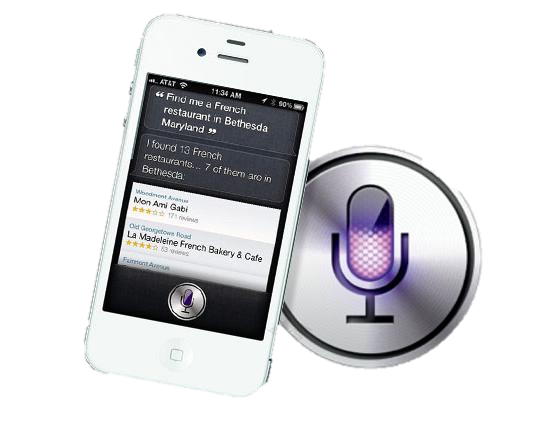 AT&T 11:34 AM 90%
“ Find me a French
restaurant in Bethesda
Maryland ”
I found 13 French
restaurants... 7 of them are in
Bethesda:
Woodmont Avenue
Mon Ami Gabi
171 reviews
Old Georgetown Road
La Madeleine French Bakery & Cafe
53 reviews
Fairmont Avenue